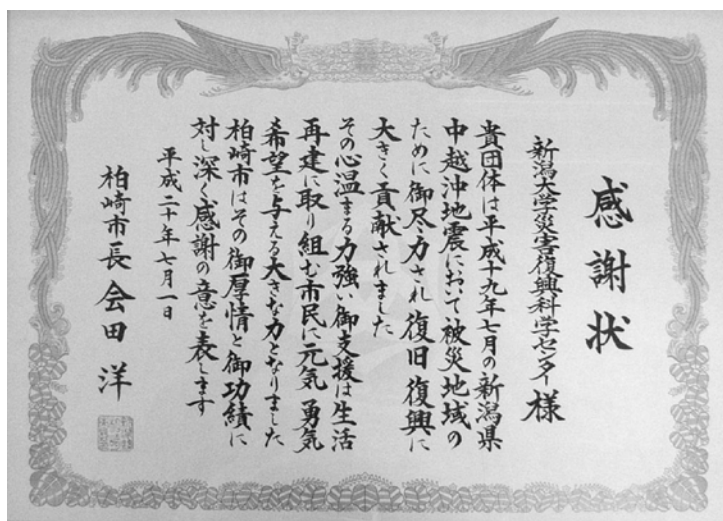 感謝状
新潟大学災害復興科学センター様
貴団体は平成十九年七月の新潟県
中越沖地震において被災地域の
ために御尽力され復旧復興に
大きく貢献されました
その心温まる力強い御支援は生活
再建に取り組む市民に元気勇気
希望を与える大きな力となりました
柏崎市はその御厚情と御功績に
対し深く感謝の意を表します
平成二十年七月一日
柏崎市長会田洋